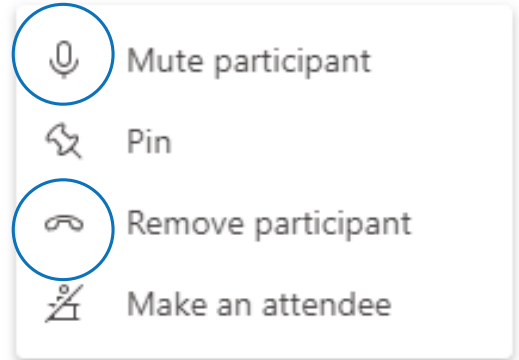 Mute participant
Pin
Remove participant
Make an attendee